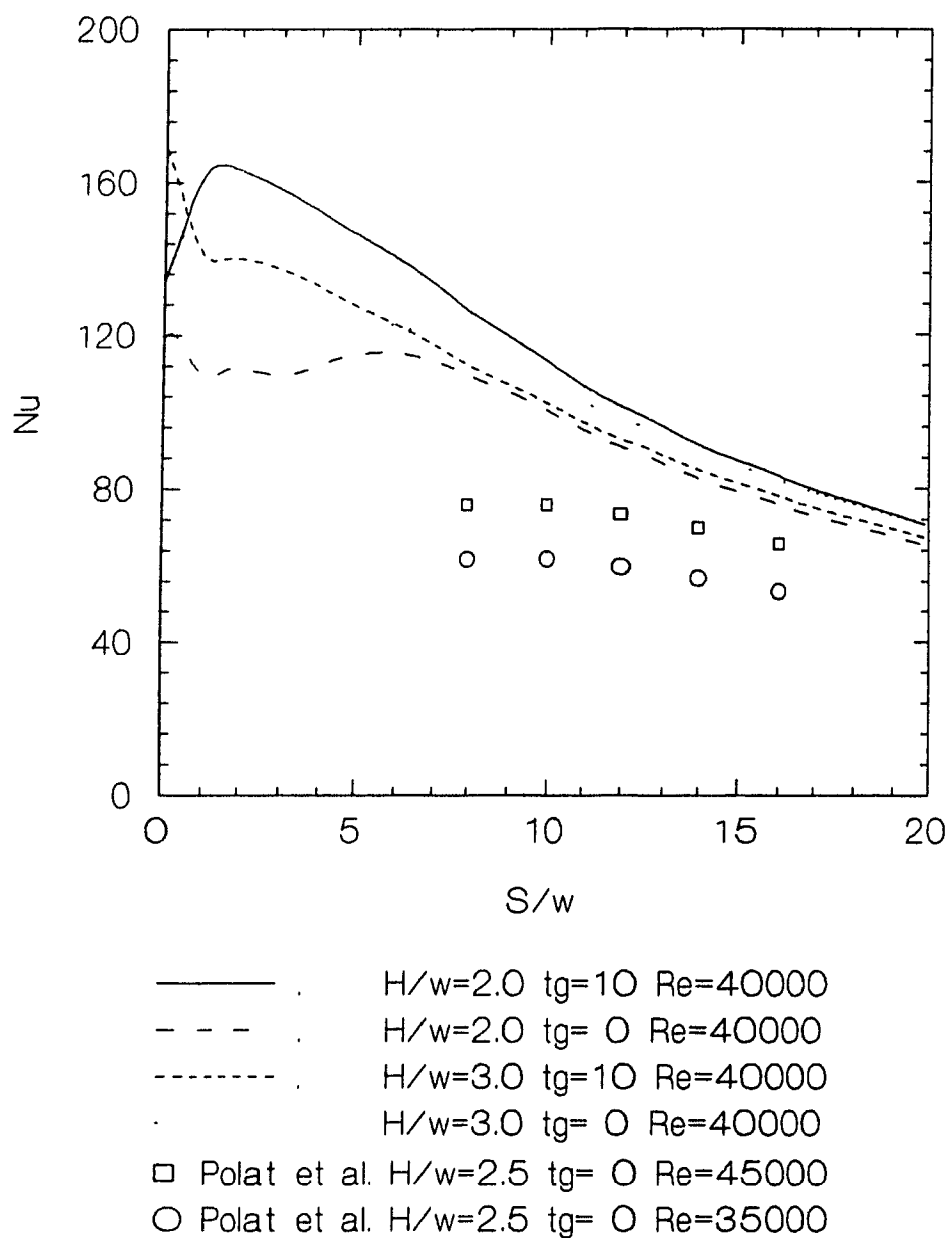 200
160
120
80
40
0
Nu
0 5 10 15 20
S/w
H/w=2.0 tg=10 Re=40000
H/w=2.0 tg= 0 Re=40000
H/w=3.0 tg=10 Re=40000
H/w=3.0 tg= 0 Re=40000
Polat et al. H/w=2.5 tg= 0 Re=45000
Polat et al. H/w=2.5 tg= 0 Re=35000